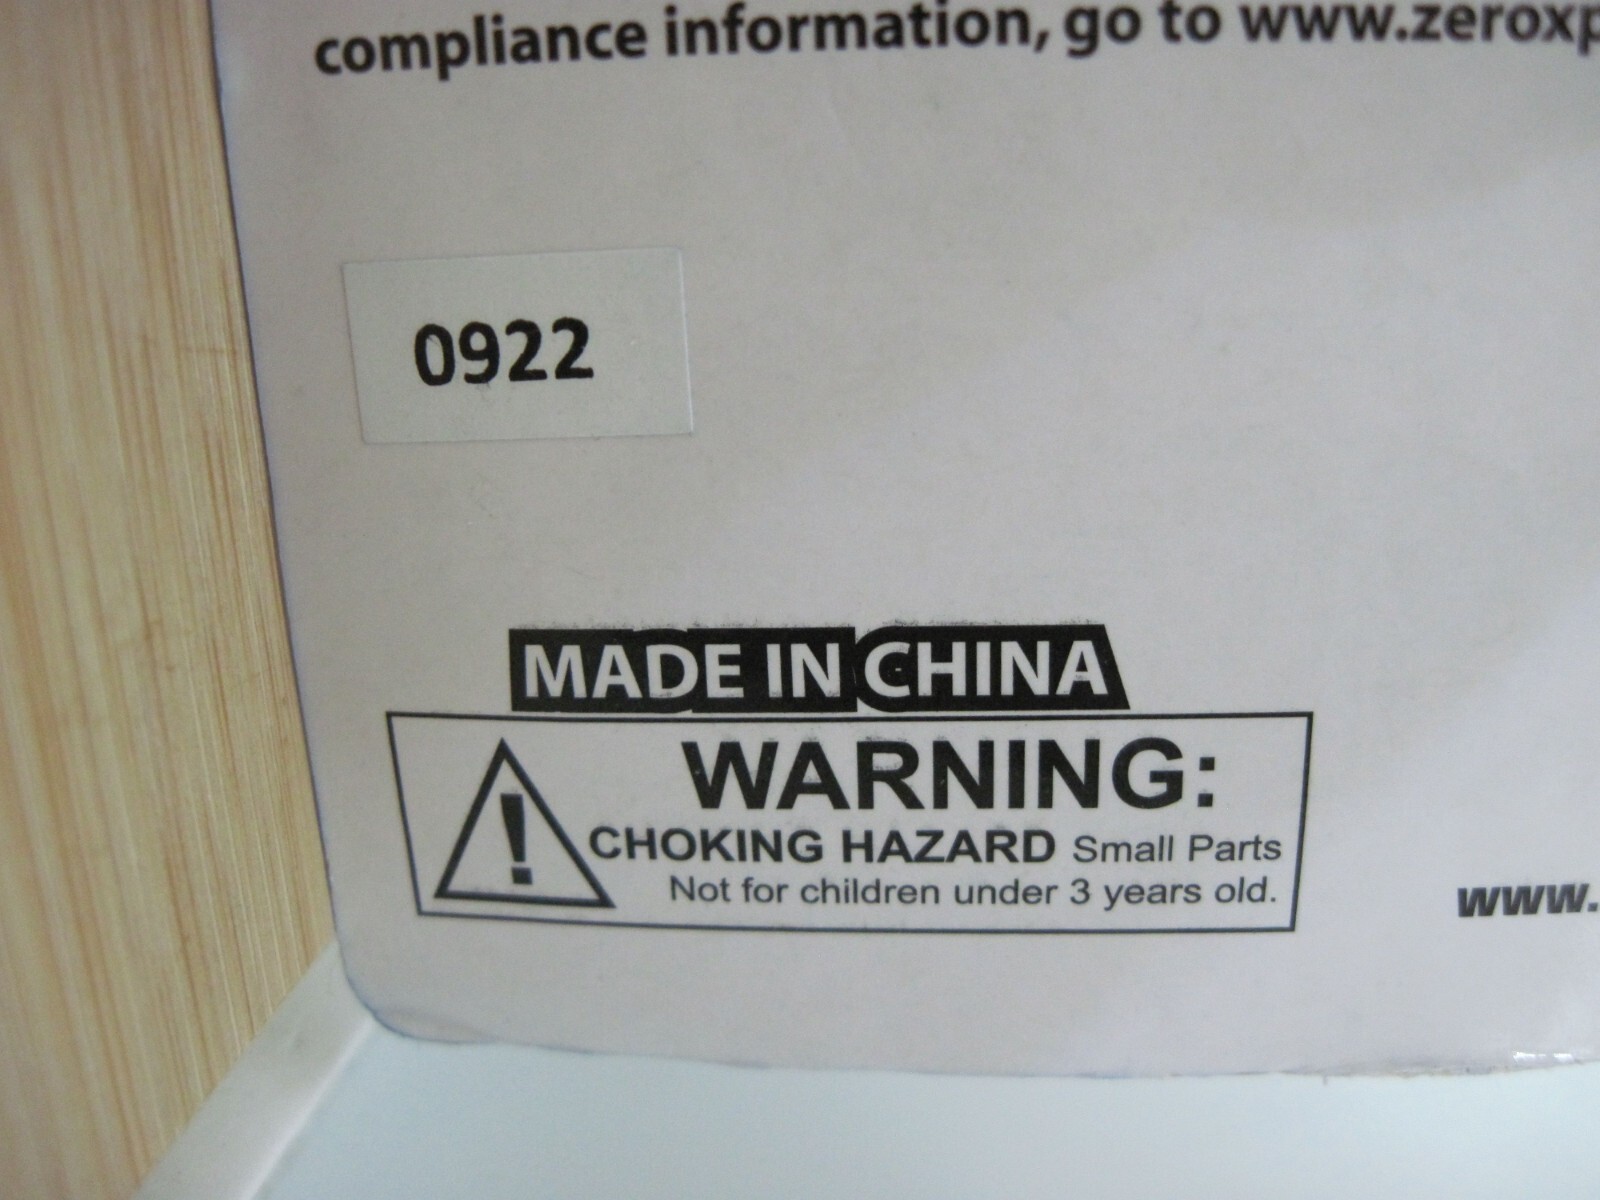 compliance information, go to www.zeroxp
0922
MADE IN CHINA
WARNING:
CHOKING HAZARD Small Parts
Not for children under 3 years old.
www.